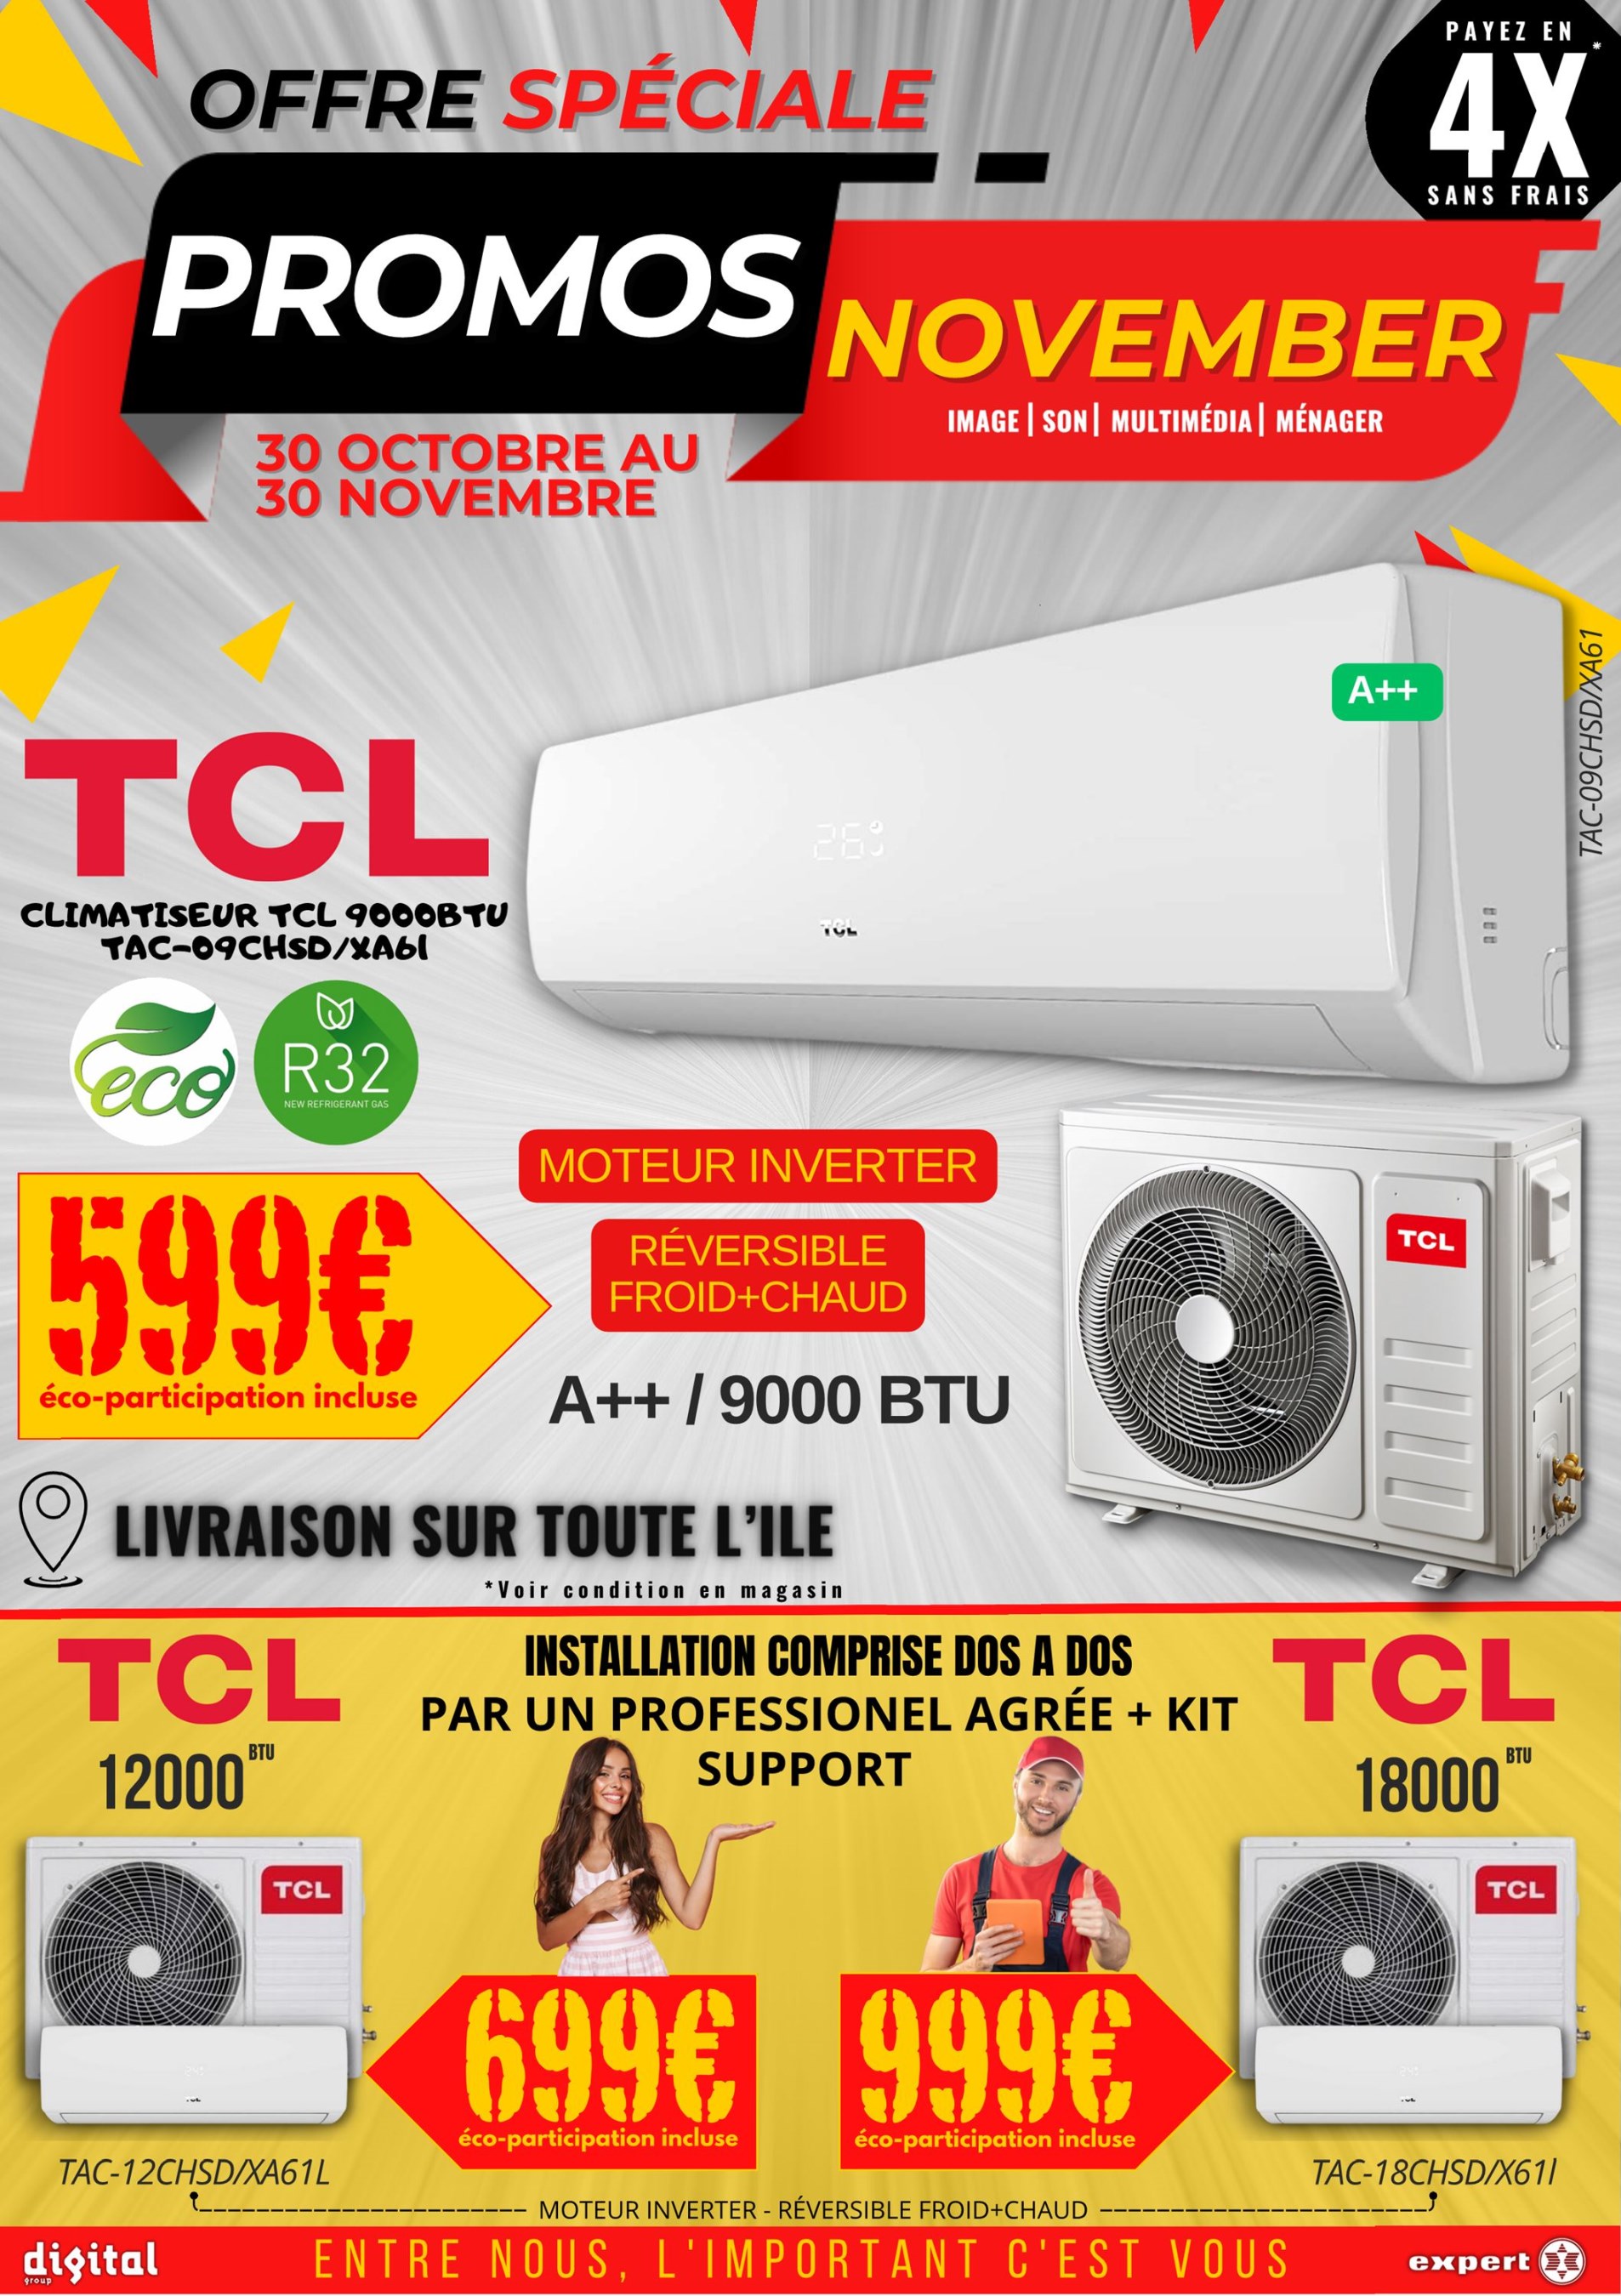 PAYEZ EN
4X*
SANS FRAIS
OFFRE SPÉCIALE
PROMOS
NOVEMBER
IMAGE | SON | MULTIMÉDIA | MÉNAGER
30 OCTOBRE AU
30 NOVEMBRE
A++
TAC-09CHSD/XA61
TCL
CLIMATISEUR TCL 9000BTU
TAC-09CHSD/XA61
26
TCL
eco
R32
NEW REFRIGERANT GAS
MOTEUR INVERTER
RÉVERSIBLE
FROID+CHAUD
TCL
599€
éco-participation incluse
A++ / 9000 BTU
LIVRAISON SUR TOUTE L'ILE
*Voir condition en magasin
TCL
12000 BTU
INSTALLATION COMPRISE DOS A DOS
PAR UN PROFESSIONEL AGRÉE + KIT
SUPPORT
TCL
18000 BTU
TCL
TCL
699€
éco-participation incluse
999€
éco-participation incluse
TAC-12CHSD/XA61L
TAC-18CHSD/X61l
MOTEUR INVERTER - RÉVERSIBLE FROID+CHAUD
digital
group
ENTRE NOUS, L'IMPORTANT C'EST VOUS
expert